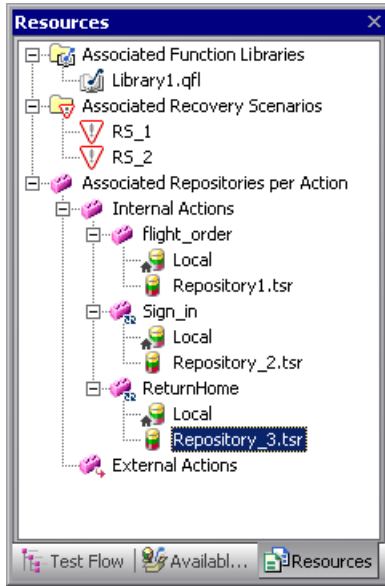 Resources
Associated Function Libraries
Library1.qfl
Associated Recovery Scenarios
RS_1
RS_2
Associated Repositories per Action
Internal Actions
flight_order
Local
Repository1.tsr
Sign_in
Local
Repository_2.tsr
ReturnHome
Local
Repository_3.tsr
External Actions
Test Flow Availabl... Resources